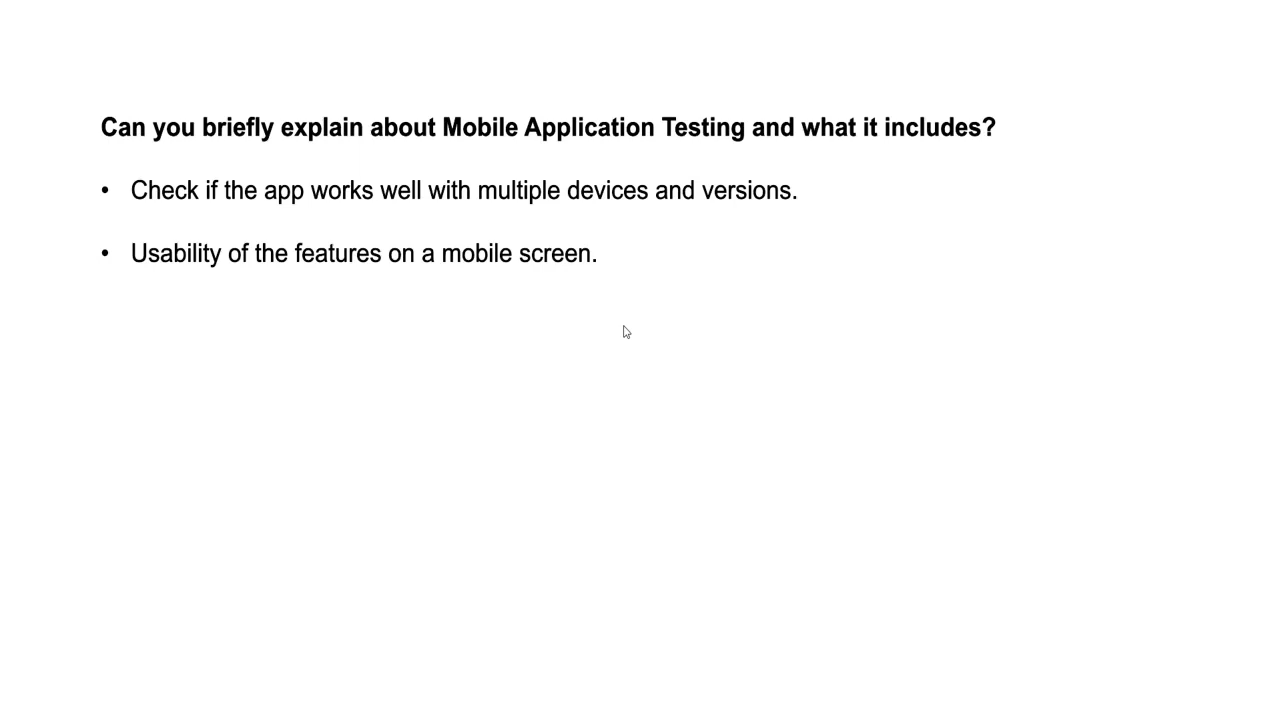 Can you briefly explain about Mobile Application Testing and what it includes?
• Check if the app works well with multiple devices and versions.
• Usability of the features on a mobile screen.